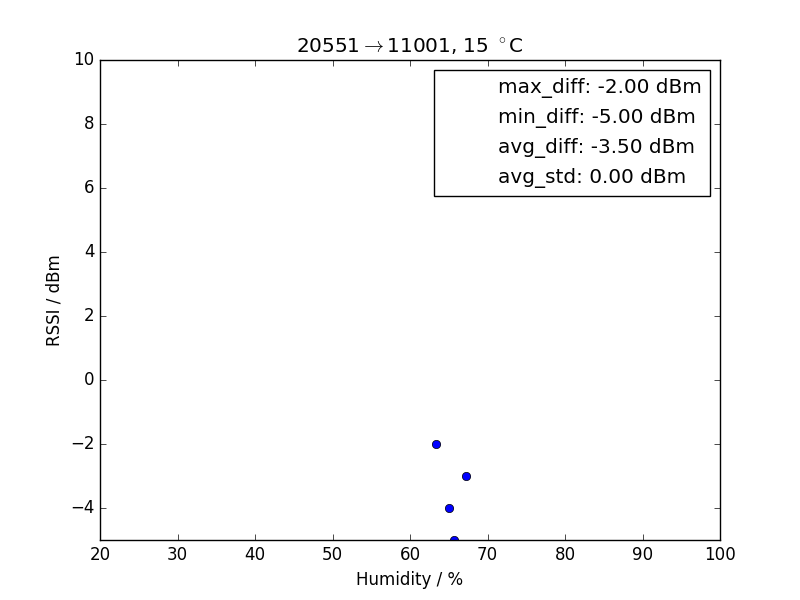 20551→11001, 15 °C
max_diff: -2.00 dBm
min_diff: -5.00 dBm
avg_diff: -3.50 dBm
avg_std: 0.00 dBm
RSSI / dBm
10
8
6
4
2
0
−2
−4
20 30 40 50 60 70 80 90 100
Humidity / %